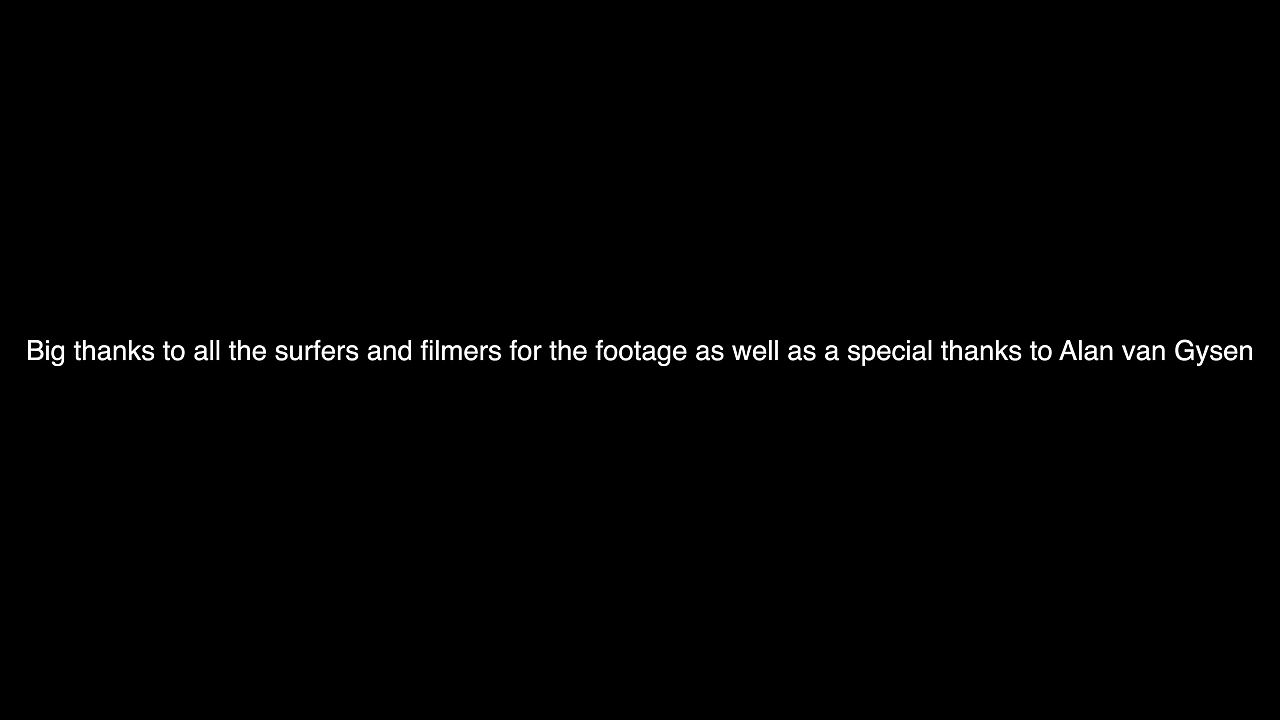 Big thanks to all the surfers and filmers for the footage as well as a special thanks to Alan van Gysen